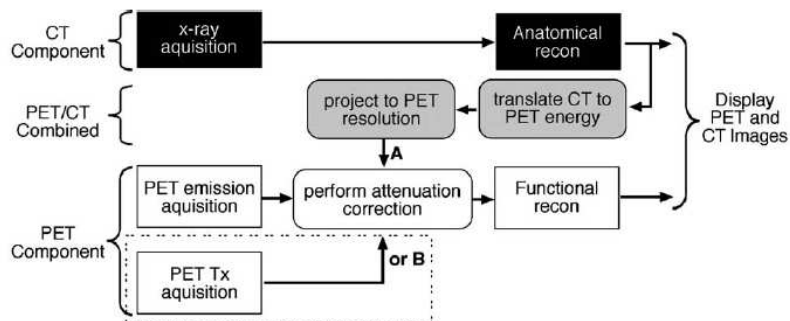 CT
Component
x-ray
aquisition
Anatomical
recon
PET/CT
Combined
project to PET
resolution
translate CT to
PET energy
Display
PET and
CT Images
A
PET
Component
PET emission
aquisition
perform attenuation
correction
Functional
recon
or B
PET Tx
aquisition